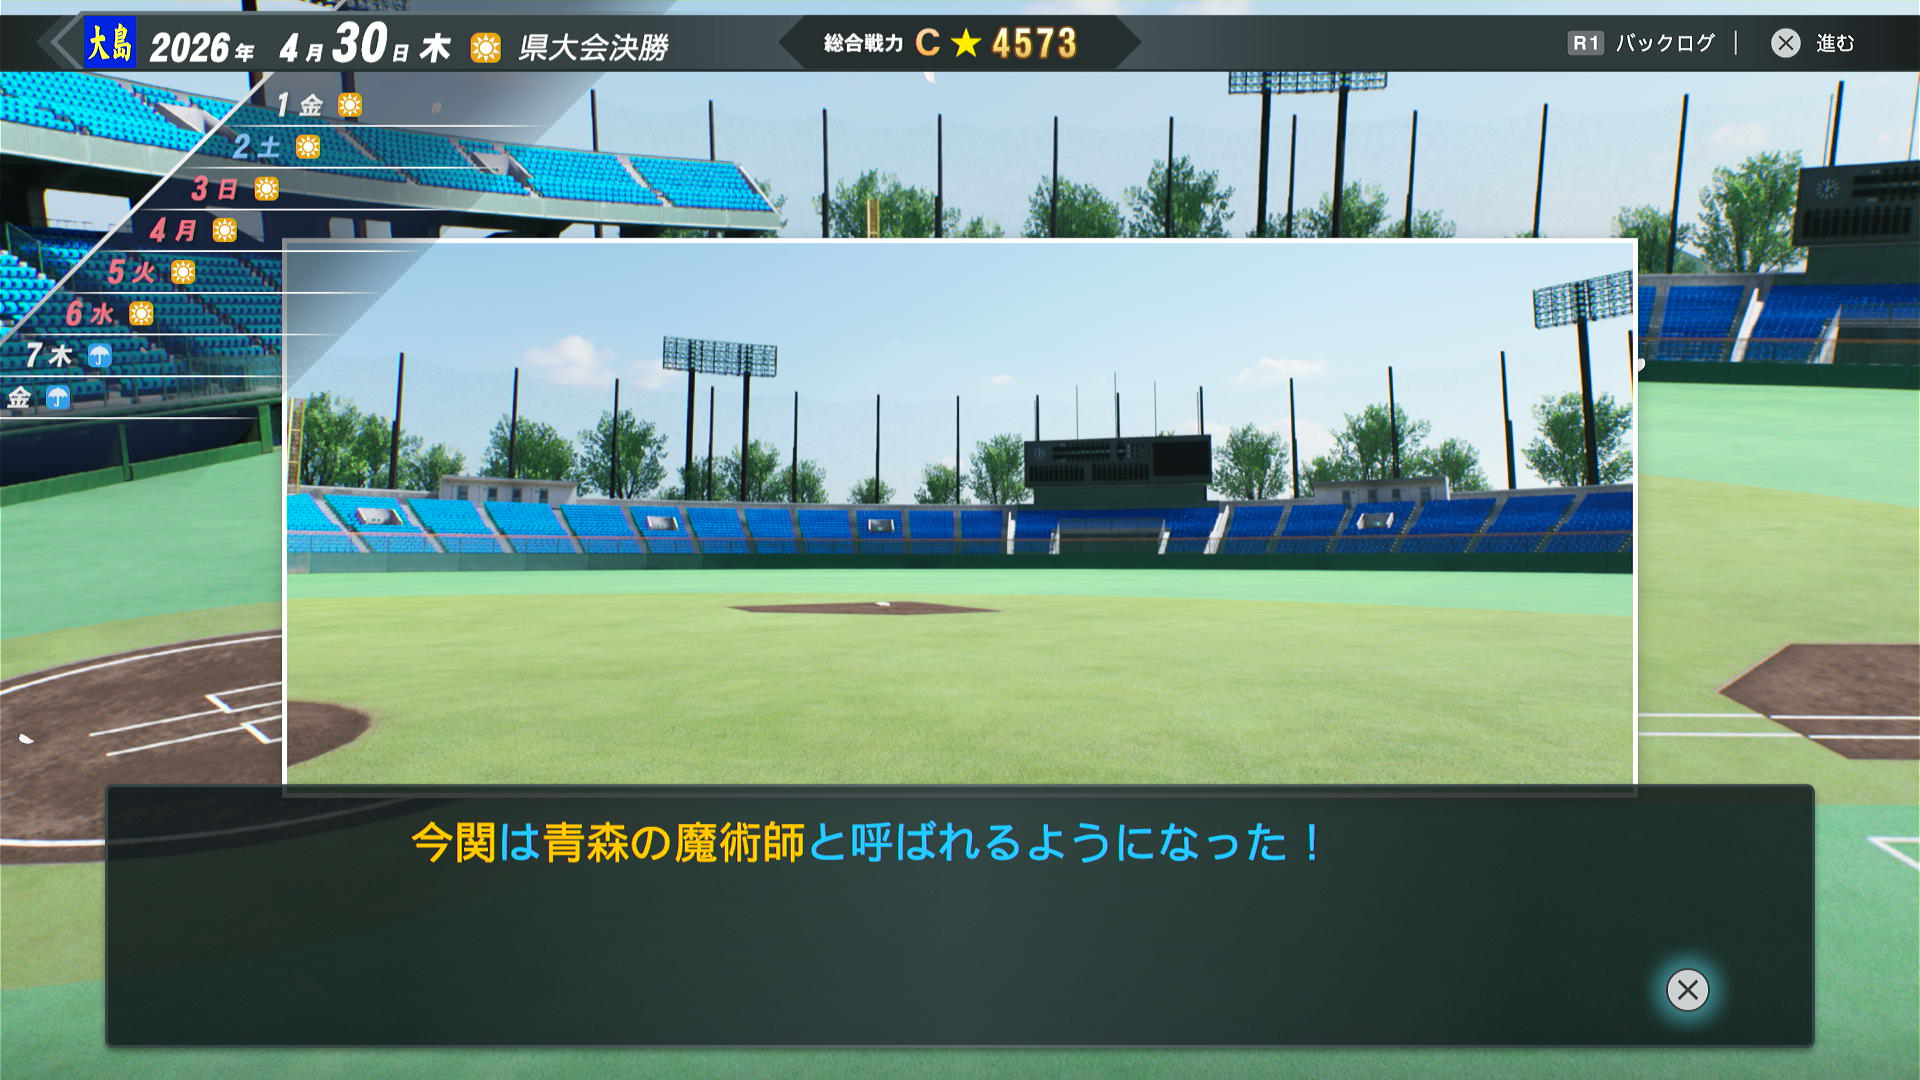 大島 2026年 4月30日 木 県大会決勝
総合戦力 C ★ 4573
R1 バックログ | 進む
1 金
2 土
3 日
4 月
5 火
6 水
7 木
金
今関は青森の魔術師と呼ばれるようになった！